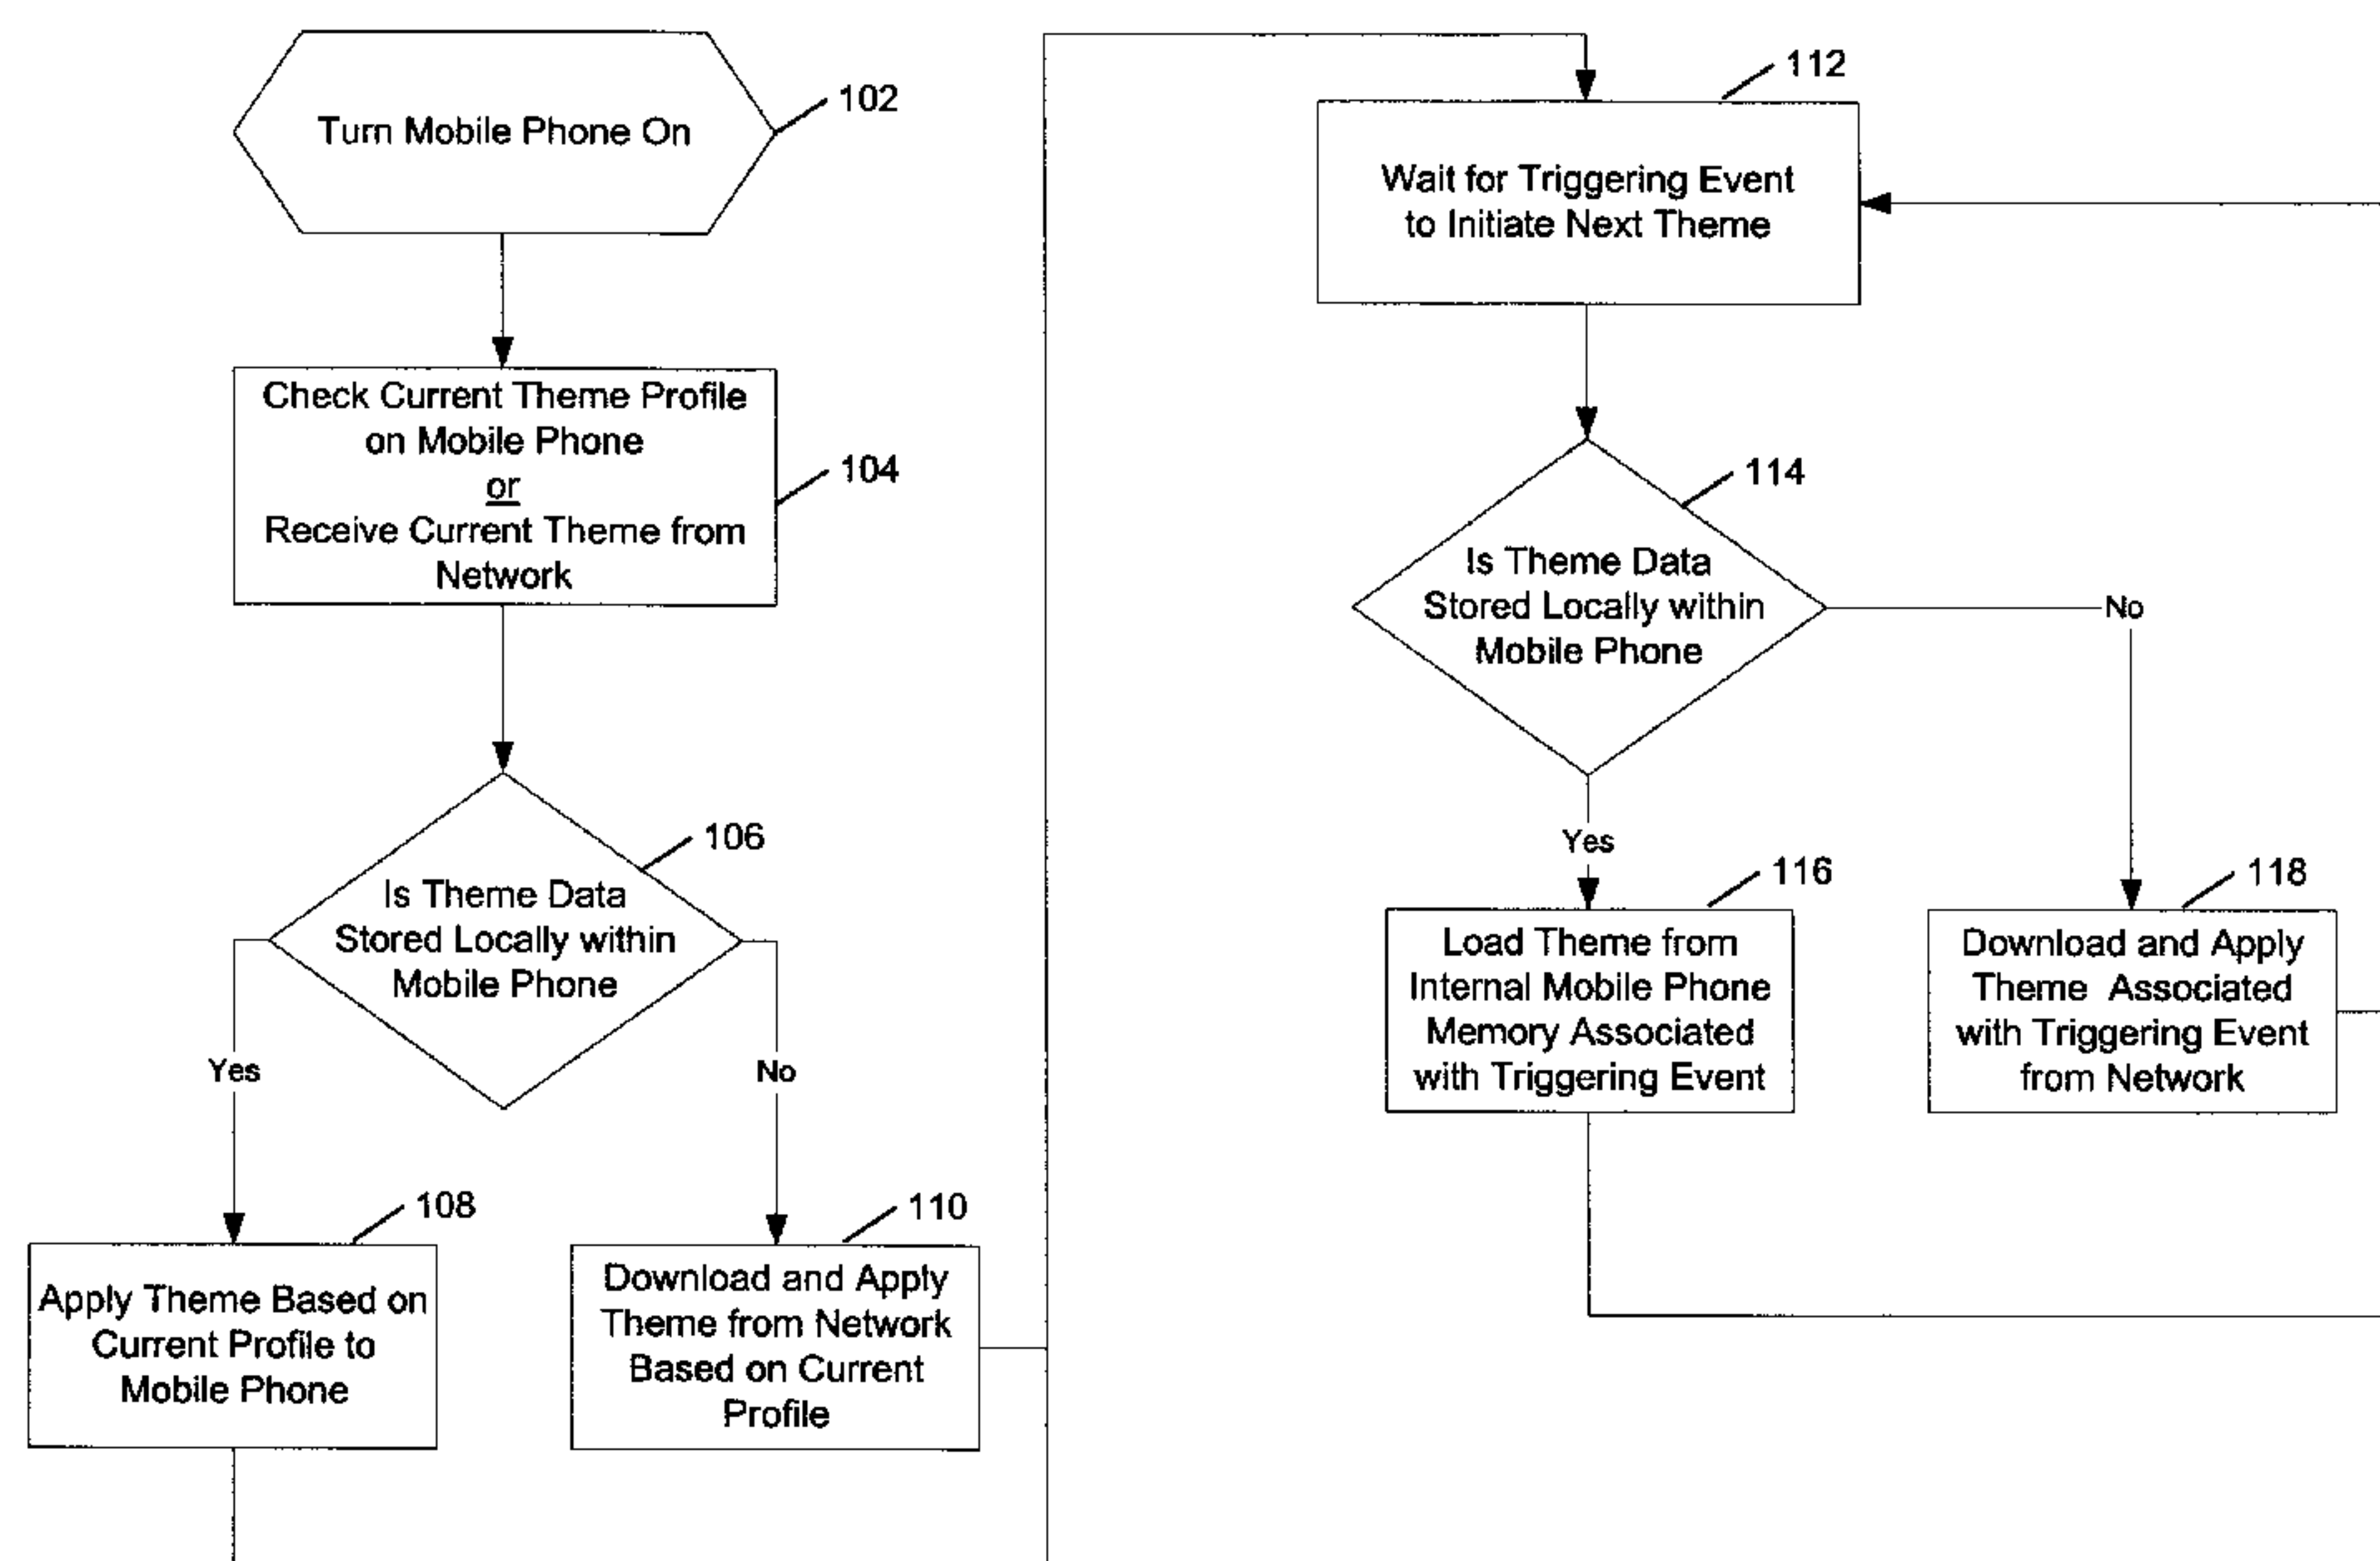 Turn Mobile Phone On
102
Check Current Theme Profile
on Mobile Phone
or
Receive Current Theme from
Network
104
106
Is Theme Data
Stored Locally within
Mobile Phone
Yes
No
108
Apply Theme Based on
Current Profile to
Mobile Phone
110
Download and Apply
Theme from Network
Based on Current
Profile
112
Wait for Triggering Event
to Initiate Next Theme
114
Is Theme Data
Stored Locally within
Mobile Phone
No
Yes
116
Load Theme from
Internal Mobile Phone
Memory Associated
with Triggering Event
118
Download and Apply
Theme Associated
with Triggering Event
from Network